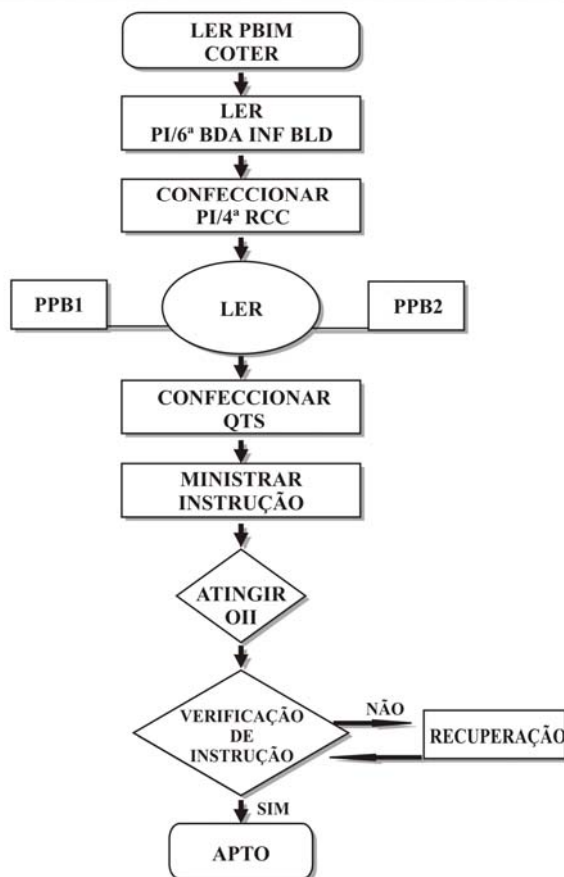 LER PBIM
COTER
LER
PI/6ª BDA INF BLD
CONFECCIONAR
PI/4ª RCC
PPB1
LER
PPB2
CONFECCIONAR
QTS
MINISTRAR
INSTRUÇÃO
ATINGIR
OII
VERIFICAÇÃO
DE
INSTRUÇÃO
NÃO
RECUPERAÇÃO
SIM
APTO